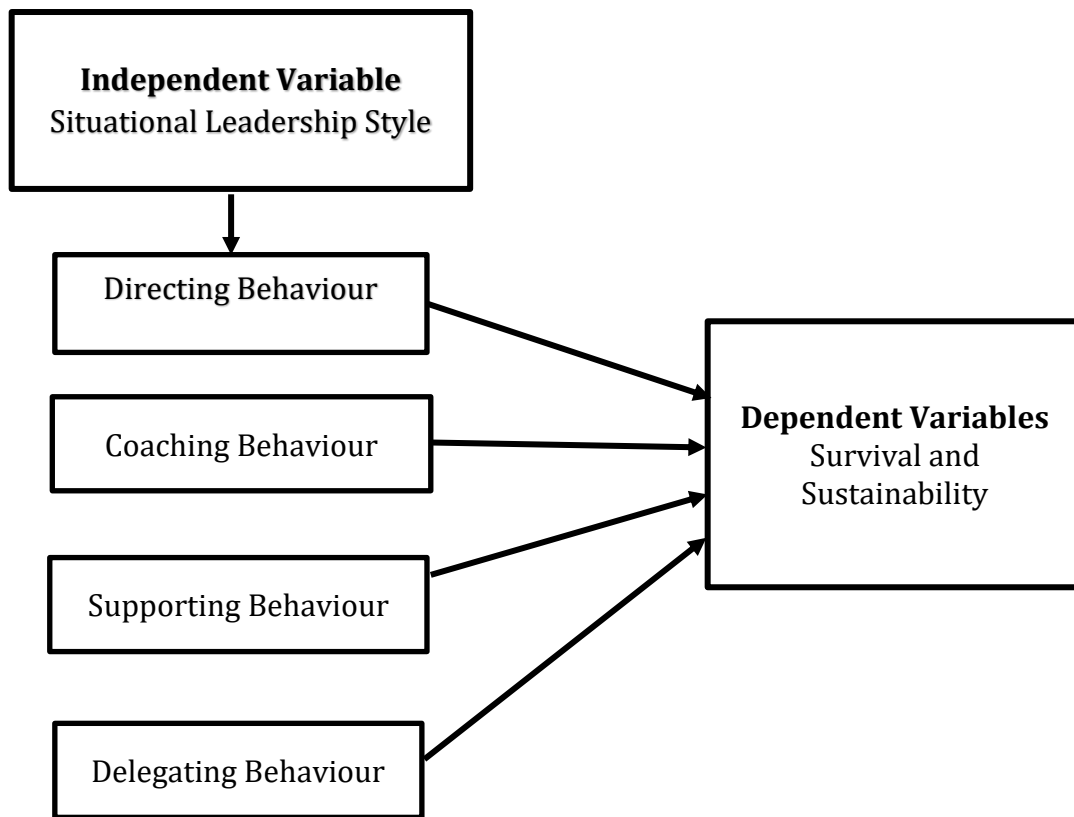 Independent Variable
Situational Leadership Style
Directing Behaviour
Coaching Behaviour
Supporting Behaviour
Delegating Behaviour
Dependent Variables
Survival and
Sustainability